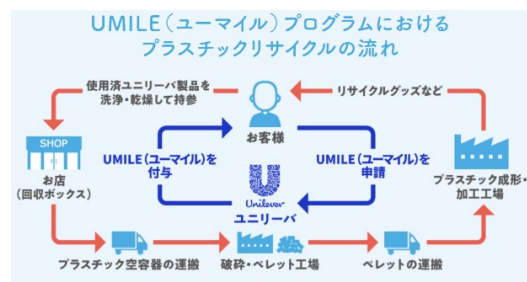 UMILE（ユーマイル）プログラムにおける
プラスチックリサイクルの流れ
使用済ユニリーバ製品を
洗浄・乾燥して持参
リサイクルグッズなど
お客様
SHOP
お店
（回収ボックス）
UMILE（ユーマイル）を
付与
UMILE（ユーマイル）を
申請
Unilever
ユニリーバ
プラスチック成形・
加工工場
プラスチック空容器の運搬
破砕・ペレット工場
ペレットの運搬